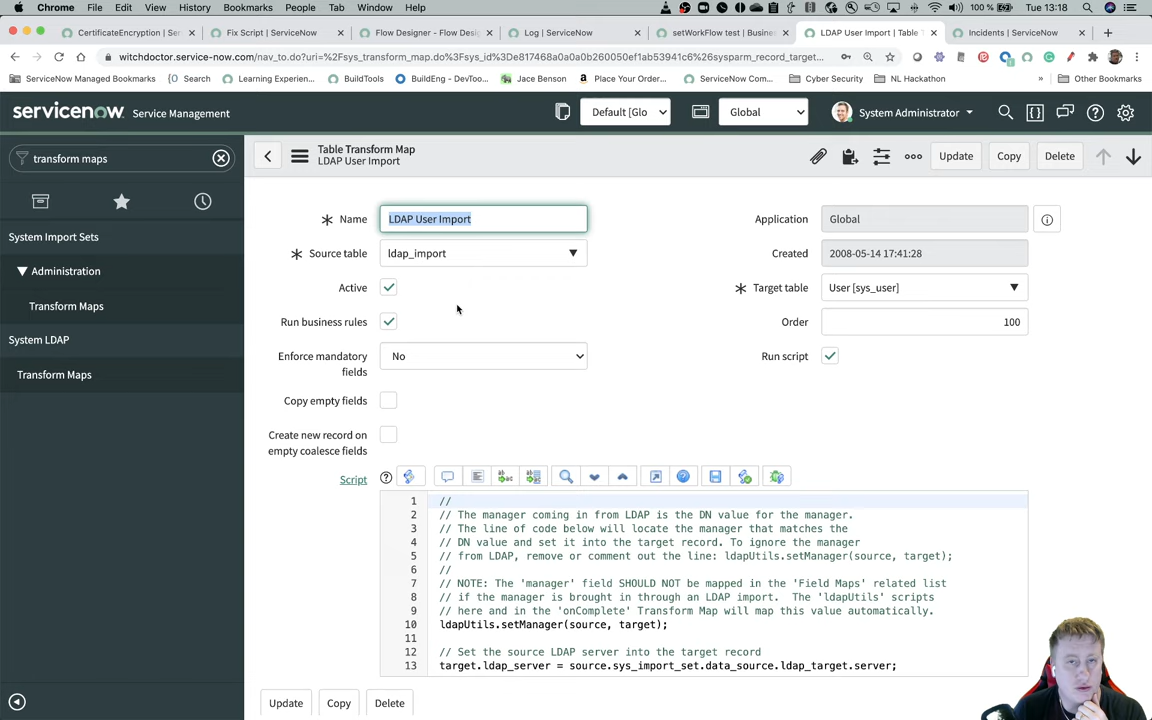 Chrome File Edit View History Bookmarks People Tab Window Help 100 % Tue 13:18
CertificateEncryption | Ser Fix Script | ServiceNow Flow Designer - Flow Desig Log | ServiceNow setWorkFlow test | Busine LDAP User Import | Table T Incidents | ServiceNow
witchdoctor.service-now.com/nav_to.do?uri=%2Fsys_transform_map.do%3Fsys_id%3De817468a0a0a0b260050ef1ab53941c6%26sysparm_record_target...
ServiceNow Managed Bookmarks Search Learning Experien... BuildTools BuildEng - DevToo... Jace Benson Place Your Order... ServiceNow Com... Cyber Security NL Hackathon » Other Bookmarks
servicenow Service Management Default [Glo Global System Administrator
transform maps
Table Transform Map
LDAP User Import
Update Copy Delete
System Import Sets
Administration
Transform Maps
System LDAP
Transform Maps
Name LDAP User Import Application Global
Source table ldap_import Created 2008-05-14 17:41:28
Active Target table User [sys_user]
Run business rules Order 100
Enforce mandatory fields No Run script
Copy empty fields
Create new record on
empty coalesce fields
Script
1 //
2 // The manager coming in from LDAP is the DN value for the manager.
3 // The line of code below will locate the manager that matches the
4 // DN value and set it into the target record. To ignore the manager
5 // from LDAP, remove or comment out the line: ldapUtils.setManager(source, target);
6 //
7 // NOTE: The 'manager' field SHOULD NOT be mapped in the 'Field Maps' related list
8 // if the manager is brought in through an LDAP import. The 'ldapUtils' scripts
9 // here and in the 'onComplete' Transform Map will map this value automatically.
10 ldapUtils.setManager(source, target);
11
12 // Set the source LDAP server into the target record
13 target.ldap_server = source.sys_import_set.data_source.ldap_target.server;
Update Copy Delete